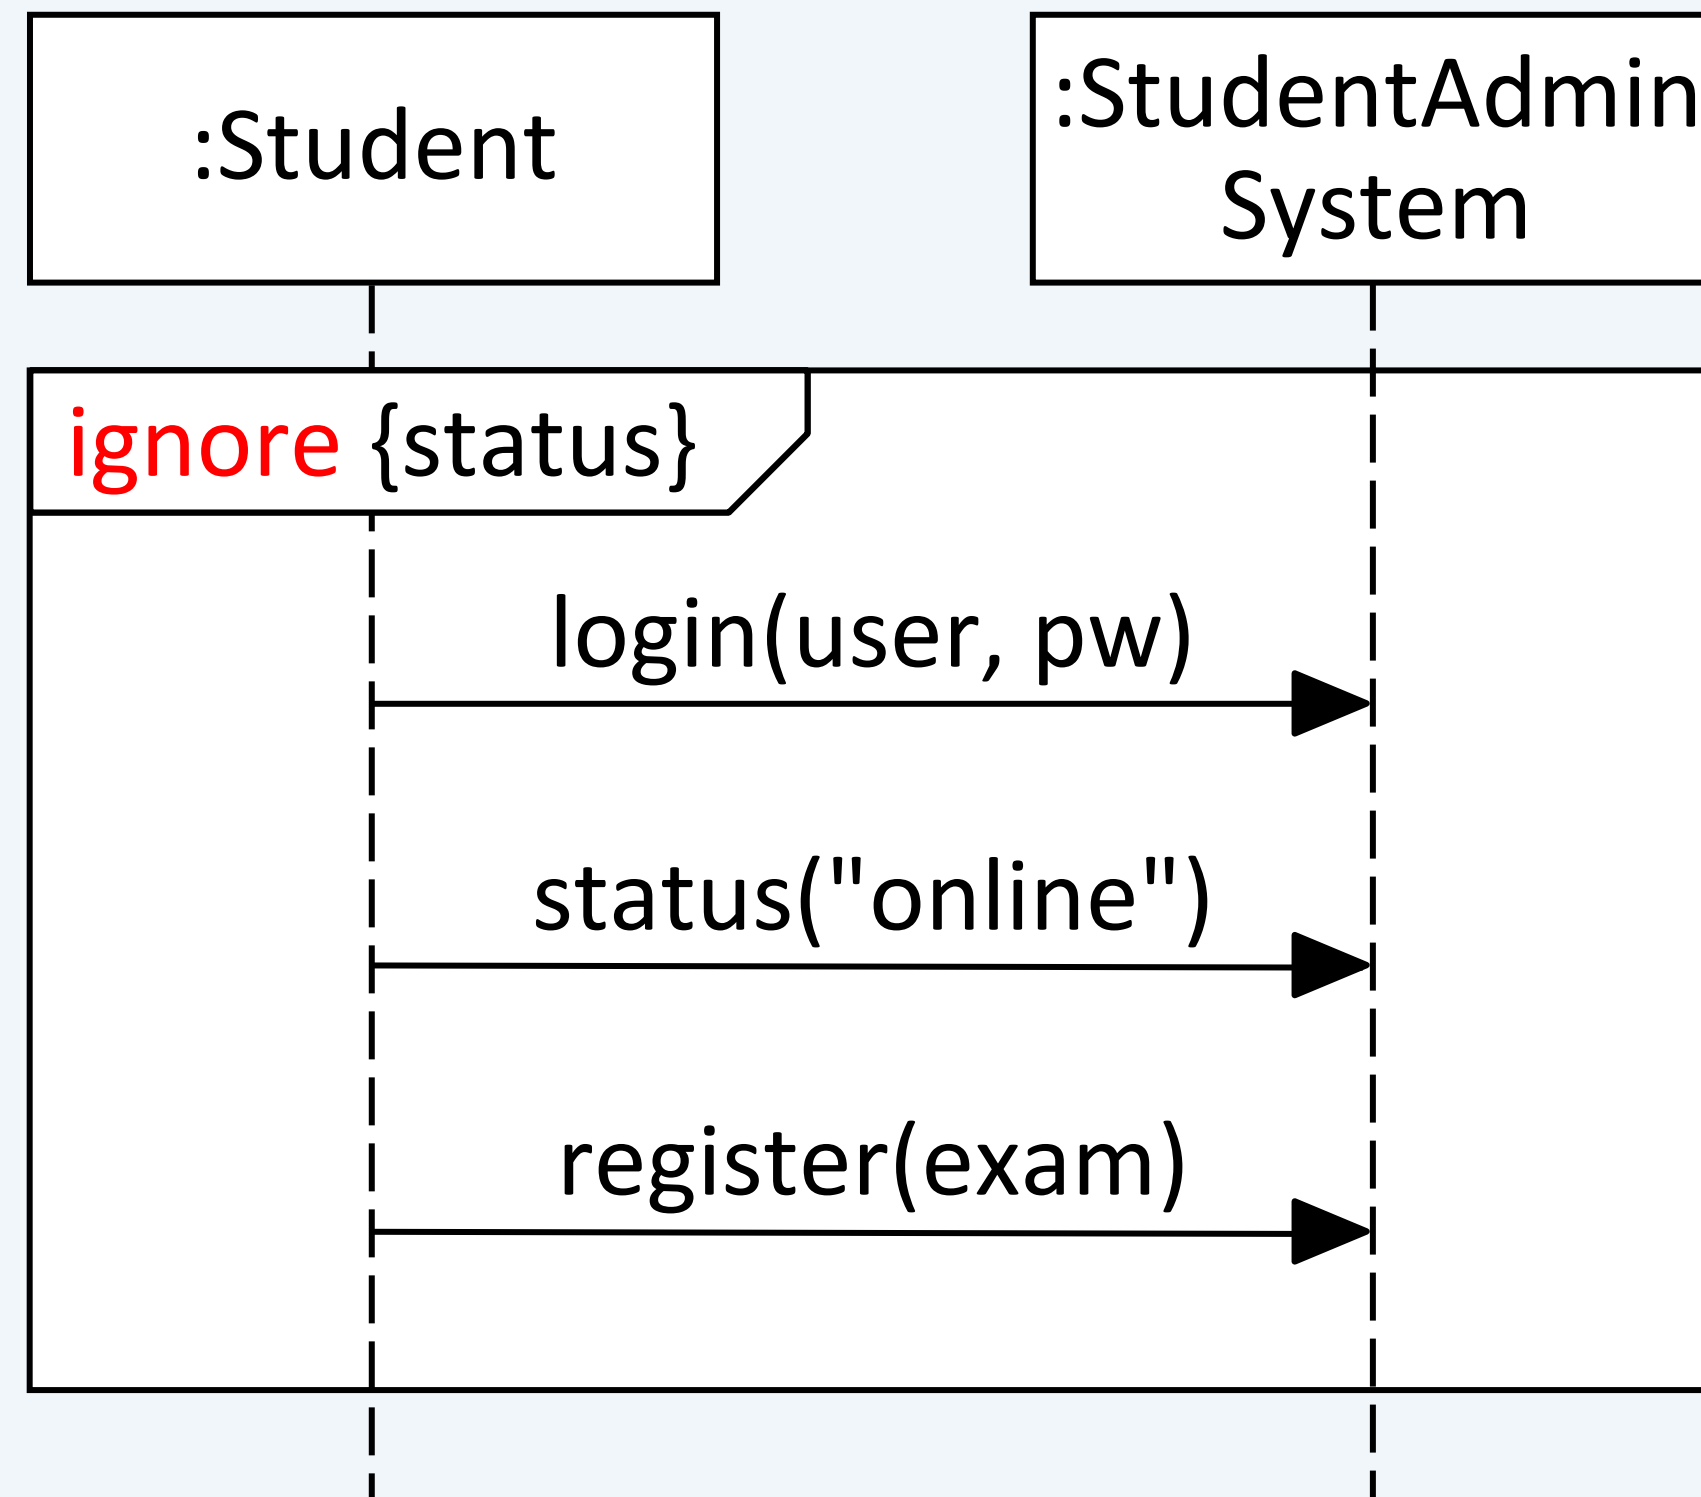 :Student
:StudentAdmin
System
ignore {status}
login(user, pw)
status("online")
register(exam)